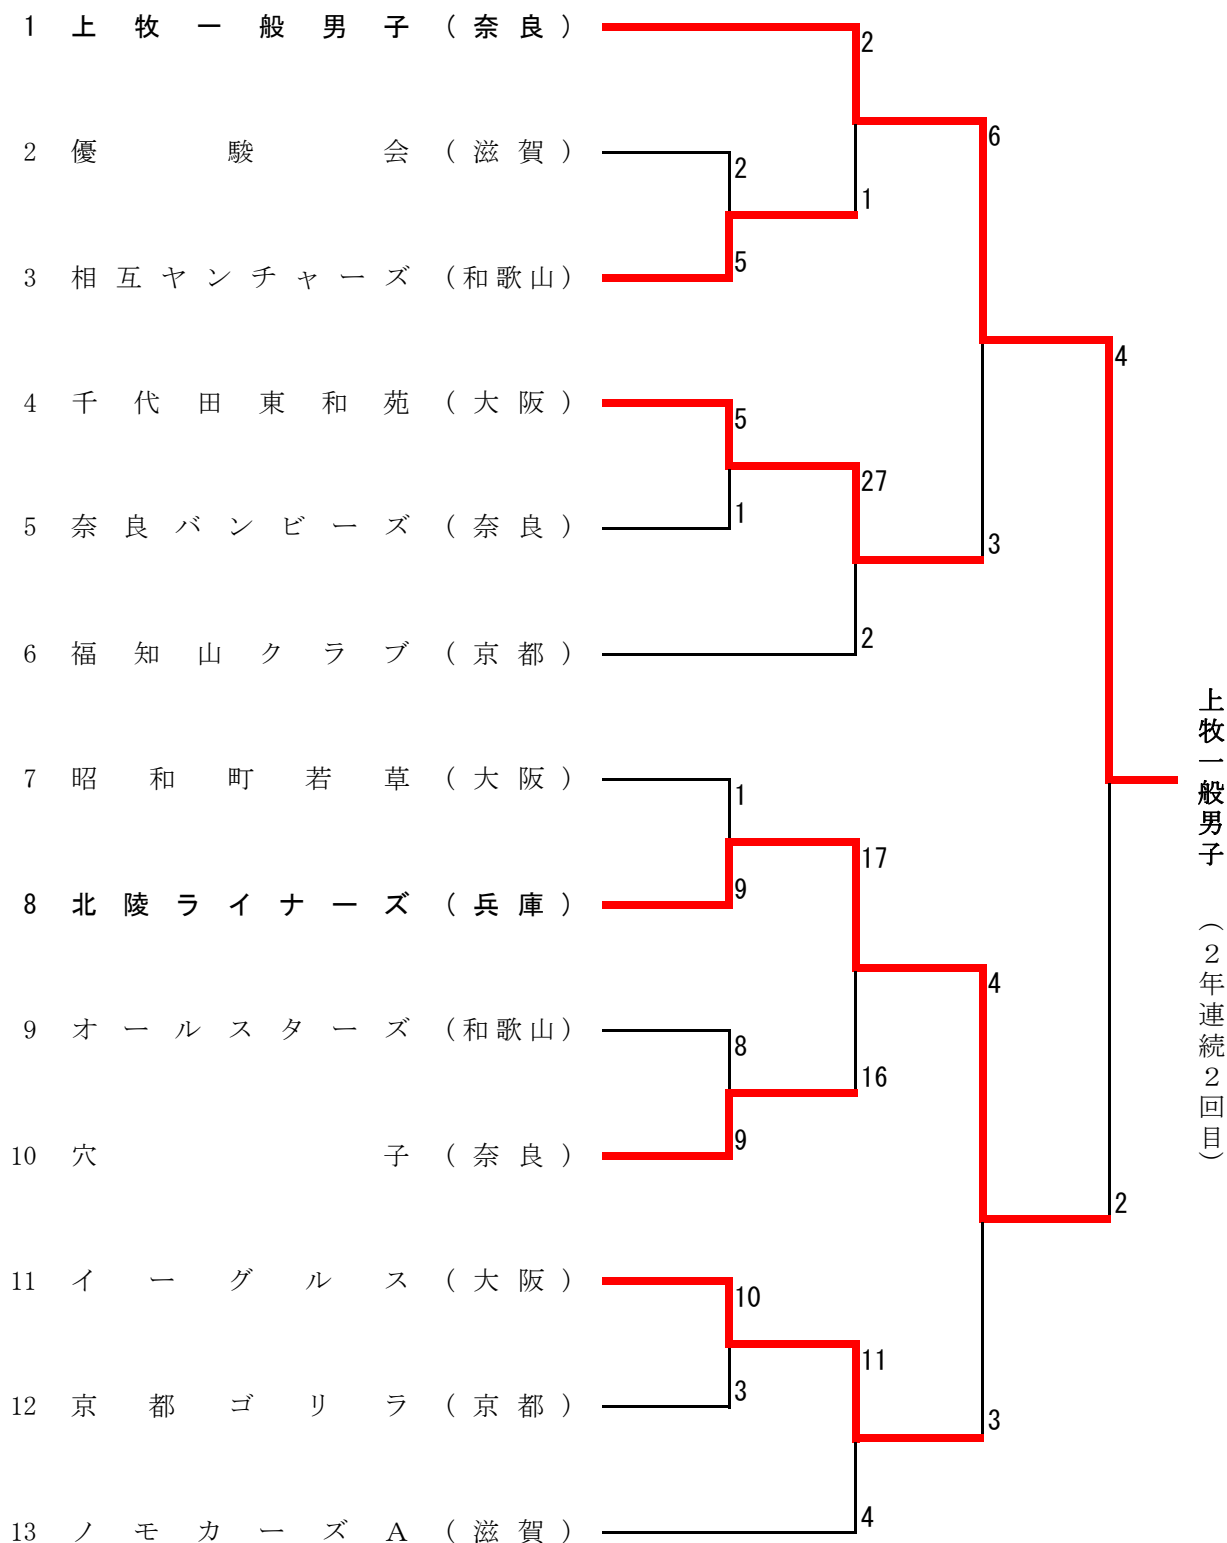 1 上牧一般男子 (奈良)
2
6
2 優駿会 (滋賀)
2
1
3 相互ヤンチャーズ (和歌山)
5
4
4 千代田東和苑 (大阪)
5
27
5 奈良バンビーズ (奈良)
1
3
6 福知山クラブ (京都)
2
上牧一般男子 (2年連続2回目)
7 昭和町若草 (大阪)
1
17
8 北陵ライナーズ (兵庫)
9
4
9 オールスターズ (和歌山)
8
16
10 穴子 (奈良)
9
2
11 イーグルス (大阪)
10
11
12 京都ゴリラ (京都)
3
3
13 ノモカーズA (滋賀)
4